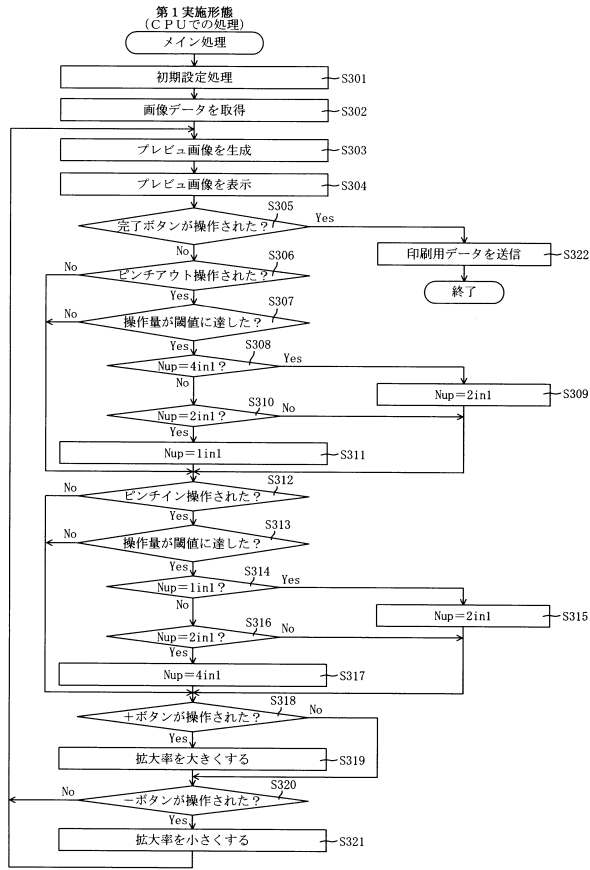 第1実施形態
(CPUでの処理)
メイン処理
初期設定処理
S301
画像データを取得
S302
プレビュ画像を生成
S303
プレビュ画像を表示
S304
完了ボタンが操作された?
S305
Yes
No
印刷用データを送信
S322
終了
ピンチアウト操作された?
S306
No
Yes
操作量が閾値に達した?
S307
No
Yes
Nup=4in1?
S308
Yes
No
Nup=2in1
S309
Nup=2in1?
S310
No
Yes
Nup=1in1
S311
ピンチイン操作された?
S312
No
Yes
操作量が閾値に達した?
S313
No
Yes
Nup=1in1?
S314
Yes
No
Nup=2in1
S315
Nup=2in1?
S316
No
Yes
Nup=4in1
S317
+ボタンが操作された?
S318
No
Yes
拡大率を大きくする
S319
-ボタンが操作された?
S320
No
Yes
拡大率を小さくする
S321